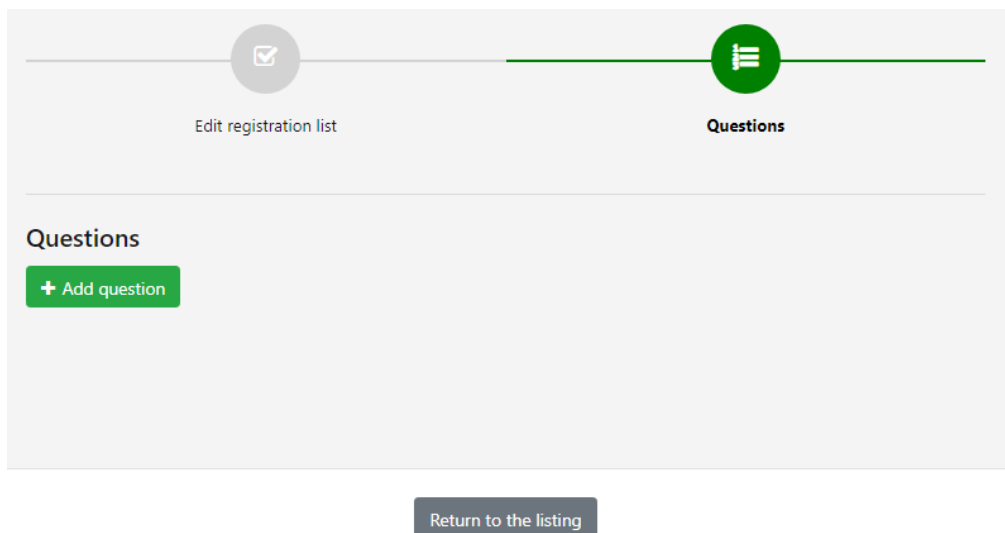 Edit registration list
Questions
Questions
Add question
Return to the listing